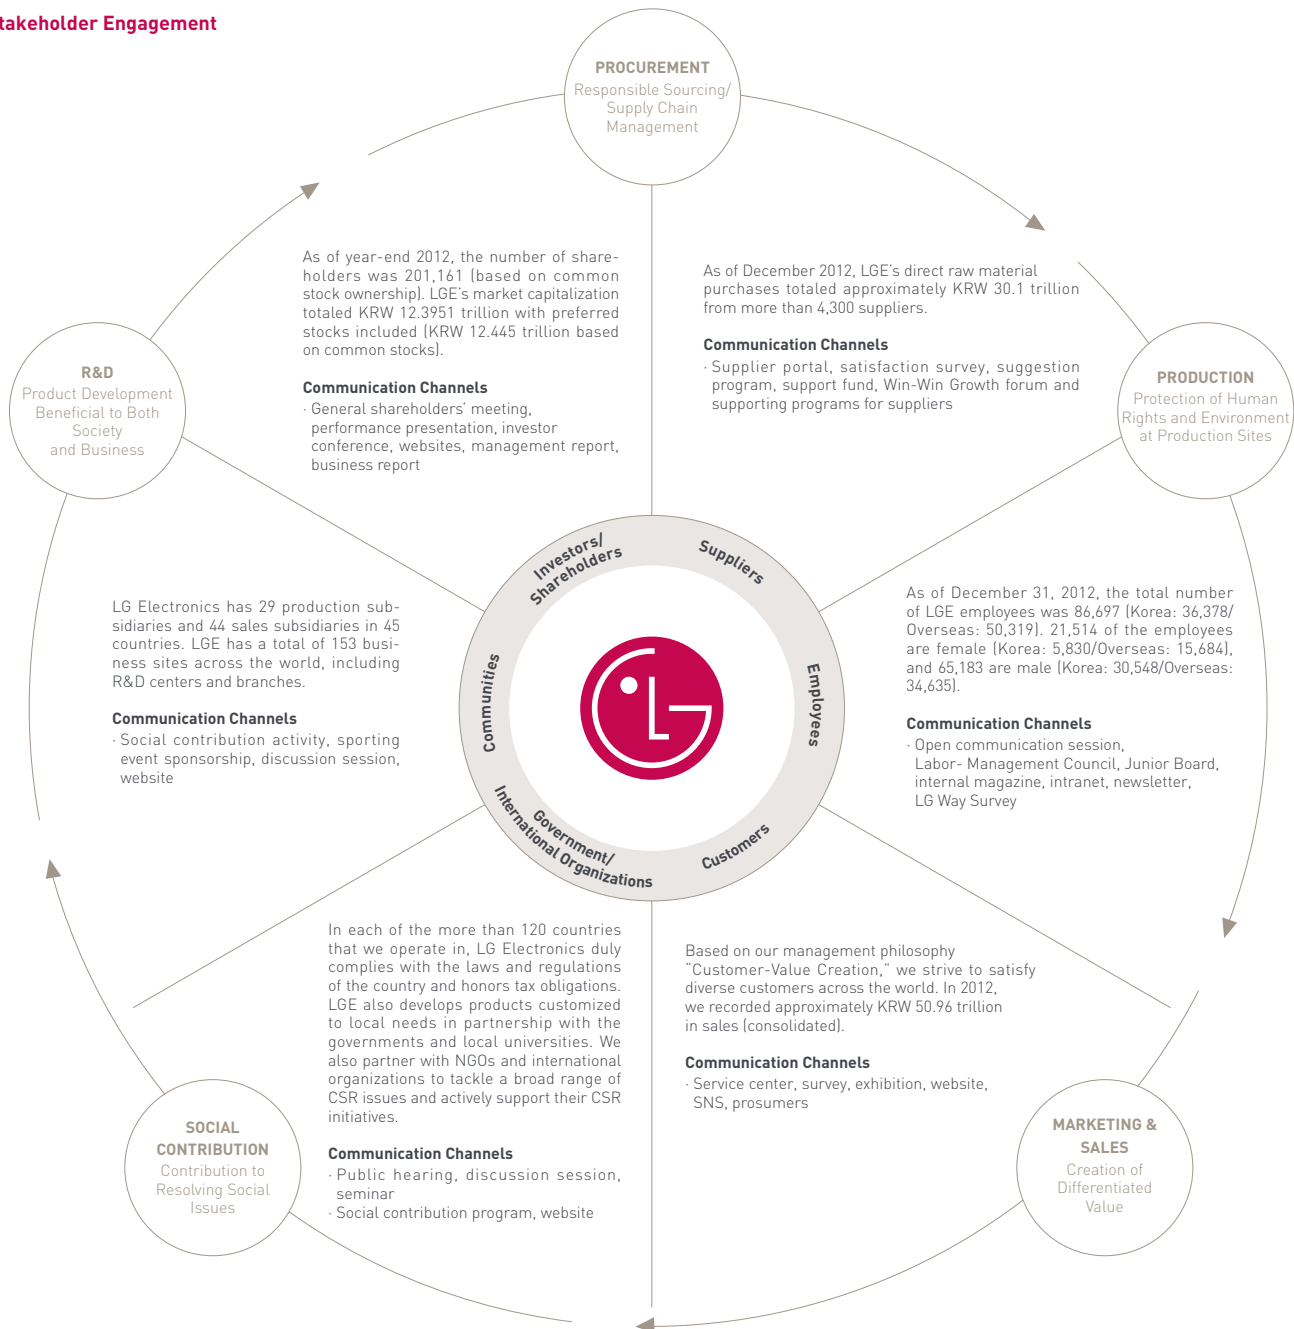 takeholder Engagement
PROCUREMENT
Responsible Sourcing/
Supply Chain
Management
As of year-end 2012, the number of share-
holders was 201,161 (based on common
stock ownership). LGE's market capitalization
totaled KRW 12.3951 trillion with preferred
stocks included (KRW 12.445 trillion based
on common stocks).
Communication Channels
· General shareholders' meeting,
performance presentation, investor
conference, websites, management report,
business report
As of December 2012, LGE's direct raw material
purchases totaled approximately KRW 30.1 trillion
from more than 4,300 suppliers.
Communication Channels
· Supplier portal, satisfaction survey, suggestion
program, support fund, Win-Win Growth forum and
supporting programs for suppliers
R&D
Product Development
Beneficial to Both
Society
and Business
PRODUCTION
Protection of Human
Rights and Environment
at Production Sites
Investors/
Shareholders
Suppliers
Communities
Employees
Government/
International Organizations
Customers
LG Electronics has 29 production sub-
sidiaries and 44 sales subsidiaries in 45
countries. LGE has a total of 153 busi-
ness sites across the world, including
R&D centers and branches.
Communication Channels
· Social contribution activity, sporting
event sponsorship, discussion session,
website
As of December 31, 2012, the total number
of LGE employees was 86,697 (Korea: 36,378/
Overseas: 50,319). 21,514 of the employees
are female (Korea: 5,830/Overseas: 15,684),
and 65,183 are male (Korea: 30,548/Overseas:
34,635).
Communication Channels
· Open communication session,
Labor- Management Council, Junior Board,
internal magazine, intranet, newsletter,
LG Way Survey
In each of the more than 120 countries
that we operate in, LG Electronics duly
complies with the laws and regulations
of the country and honors tax obligations.
LGE also develops products customized
to local needs in partnership with the
governments and local universities. We
also partner with NGOs and international
organizations to tackle a broad range of
CSR issues and actively support their CSR
initiatives.
Communication Channels
· Public hearing, discussion session,
seminar
· Social contribution program, website
Based on our management philosophy
"Customer-Value Creation," we strive to satisfy
diverse customers across the world. In 2012,
we recorded approximately KRW 50.96 trillion
in sales (consolidated).
Communication Channels
· Service center, survey, exhibition, website,
SNS, prosumers
SOCIAL
CONTRIBUTION
Contribution to
Resolving Social
Issues
MARKETING &
SALES
Creation of
Differentiated
Value